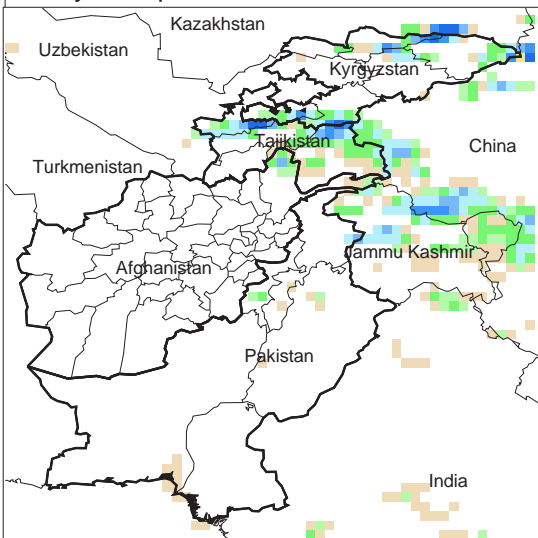 Kazakhstan
Uzbekistan
Kyrgyzstan
Tajikistan
China
Turkmenistan
Jammu Kashmir
Afghanistan
Pakistan
India